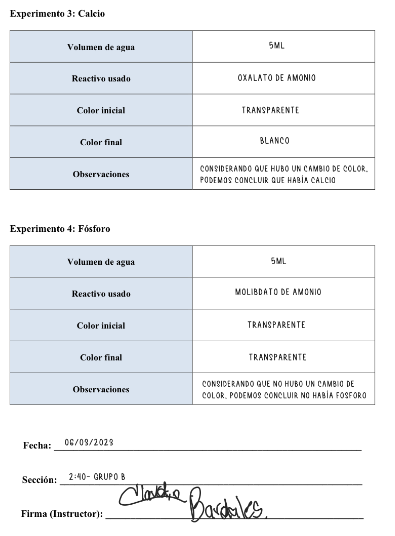 Experimento 3: Calcio
Volumen de agua 5ML
Reactivo usado OXALATO DE AMONIO
Color inicial TRANSPARENTE
Color final BLANCO
Observaciones CONSIDERANDO QUE HUBO UN CAMBIO DE COLOR,
PODEMOS CONCLUIR QUE HABÍA CALCIO
Experimento 4: Fósforo
Volumen de agua 5ML
Reactivo usado MOLIBDATO DE AMONIO
Color inicial TRANSPARENTE
Color final TRANSPARENTE
Observaciones CONSIDERANDO QUE NO HUBO UN CAMBIO DE
COLOR, PODEMOS CONCLUIR NO HABÍA FOSFORO
Fecha: 06/09/2023
Sección: 2:40- GRUPO B
Firma (Instructor):